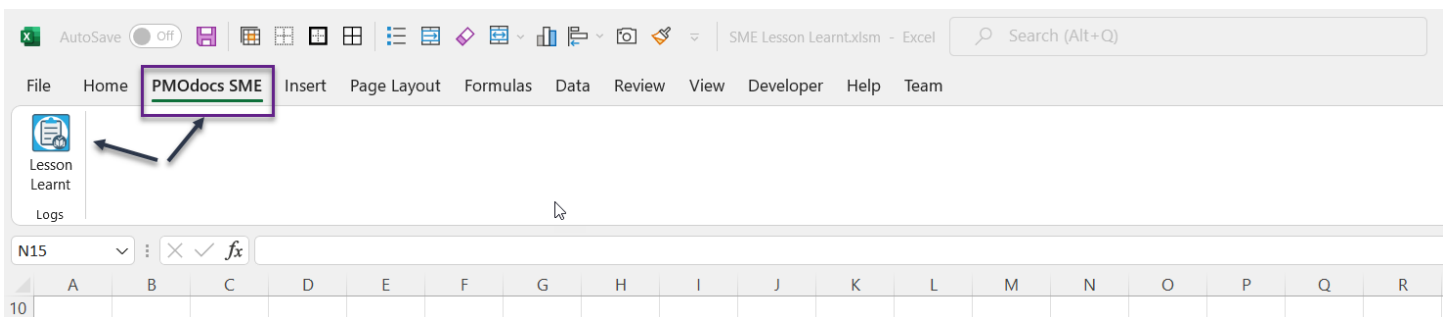 AutoSave Off SME Lesson Learnt.xlsm - Excel Search (Alt+Q)
File Home PMOdocs SME Insert Page Layout Formulas Data Review View Developer Help Team
Lesson
Learnt
Logs
N15 fx
A B C D E F G H I J K L M N O P Q R
10